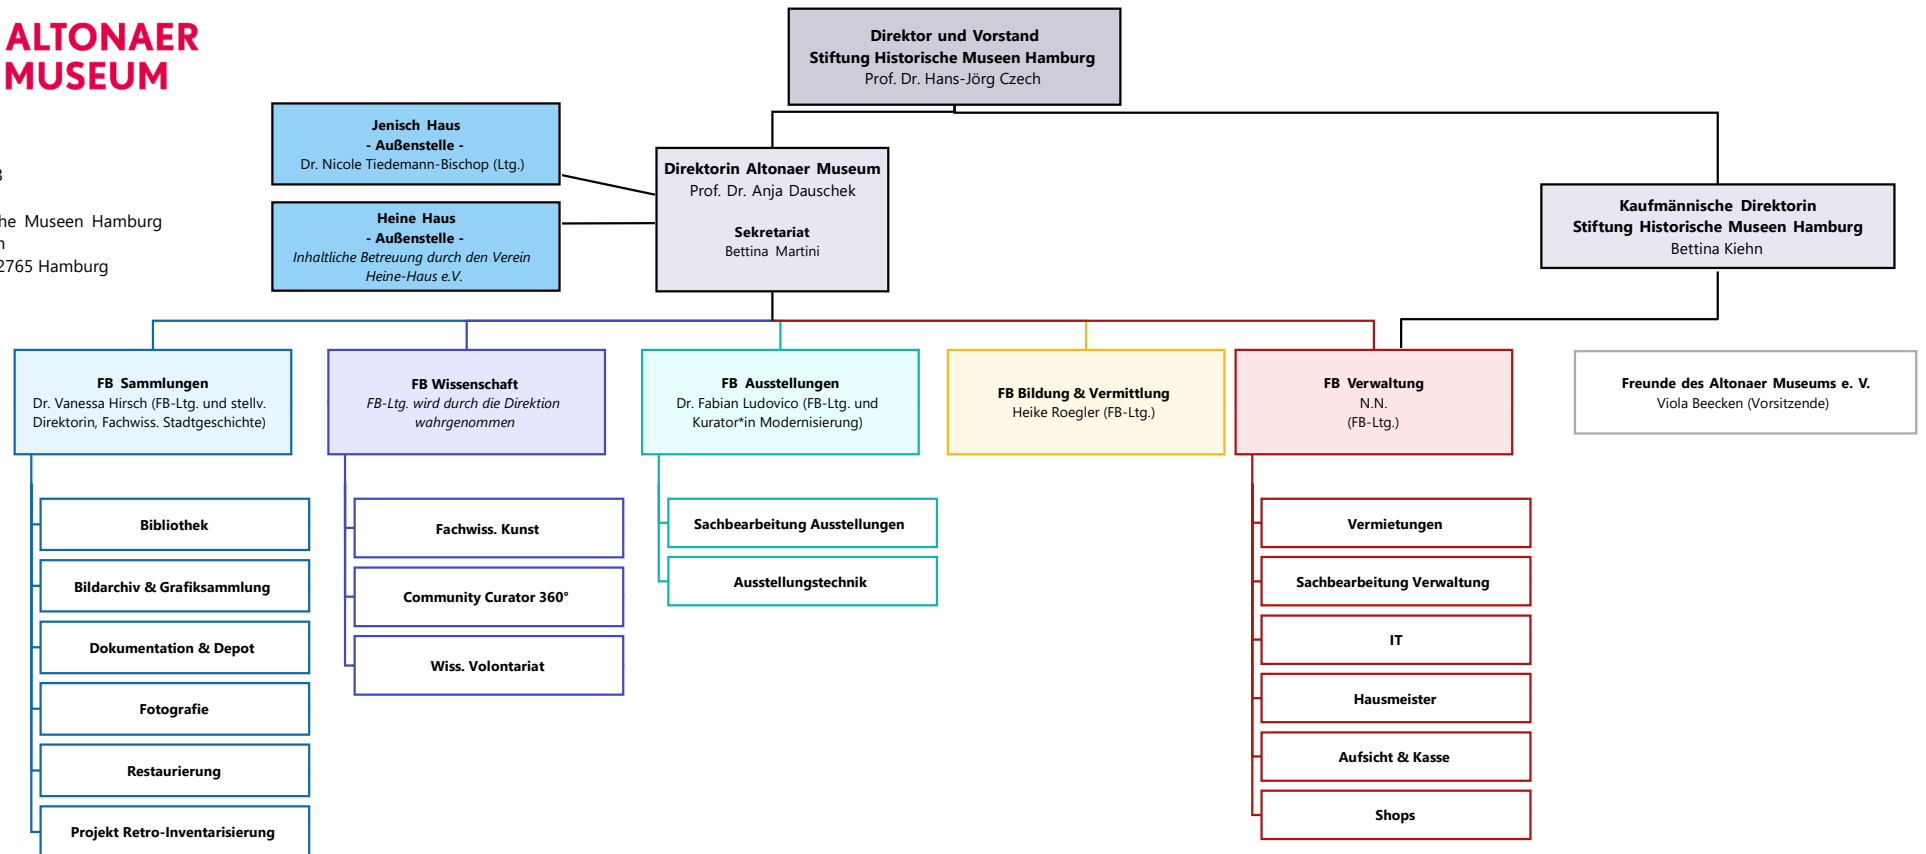 ALTONAER
MUSEUM
3
he Museen Hamburg
n
2765 Hamburg
Direktor und Vorstand
Stiftung Historische Museen Hamburg
Prof. Dr. Hans-Jörg Czech
Jenisch Haus
- Außenstelle -
Dr. Nicole Tiedemann-Bischop (Ltg.)
Heine Haus
- Außenstelle -
Inhaltliche Betreuung durch den Verein
Heine-Haus e.V.
Direktorin Altonaer Museum
Prof. Dr. Anja Dauschek
Sekretariat
Bettina Martini
Kaufmännische Direktorin
Stiftung Historische Museen Hamburg
Bettina Kiehn
FB Sammlungen
Dr. Vanessa Hirsch (FB-Ltg. und stellv.
Direktorin, Fachwiss. Stadtgeschichte)
Bibliothek
Bildarchiv & Grafiksammlung
Dokumentation & Depot
Fotografie
Restaurierung
Projekt Retro-Inventarisierung
FB Wissenschaft
FB-Ltg. wird durch die Direktion
wahrgenommen
Fachwiss. Kunst
Community Curator 360°
Wiss. Volontariat
FB Ausstellungen
Dr. Fabian Ludovico (FB-Ltg. und
Kurator*in Modernisierung)
Sachbearbeitung Ausstellungen
Ausstellungstechnik
FB Bildung & Vermittlung
Heike Roegler (FB-Ltg.)
FB Verwaltung
N.N.
(FB-Ltg.)
Vermietungen
Sachbearbeitung Verwaltung
IT
Hausmeister
Aufsicht & Kasse
Shops
Freunde des Altonaer Museums e. V.
Viola Beecken (Vorsitzende)